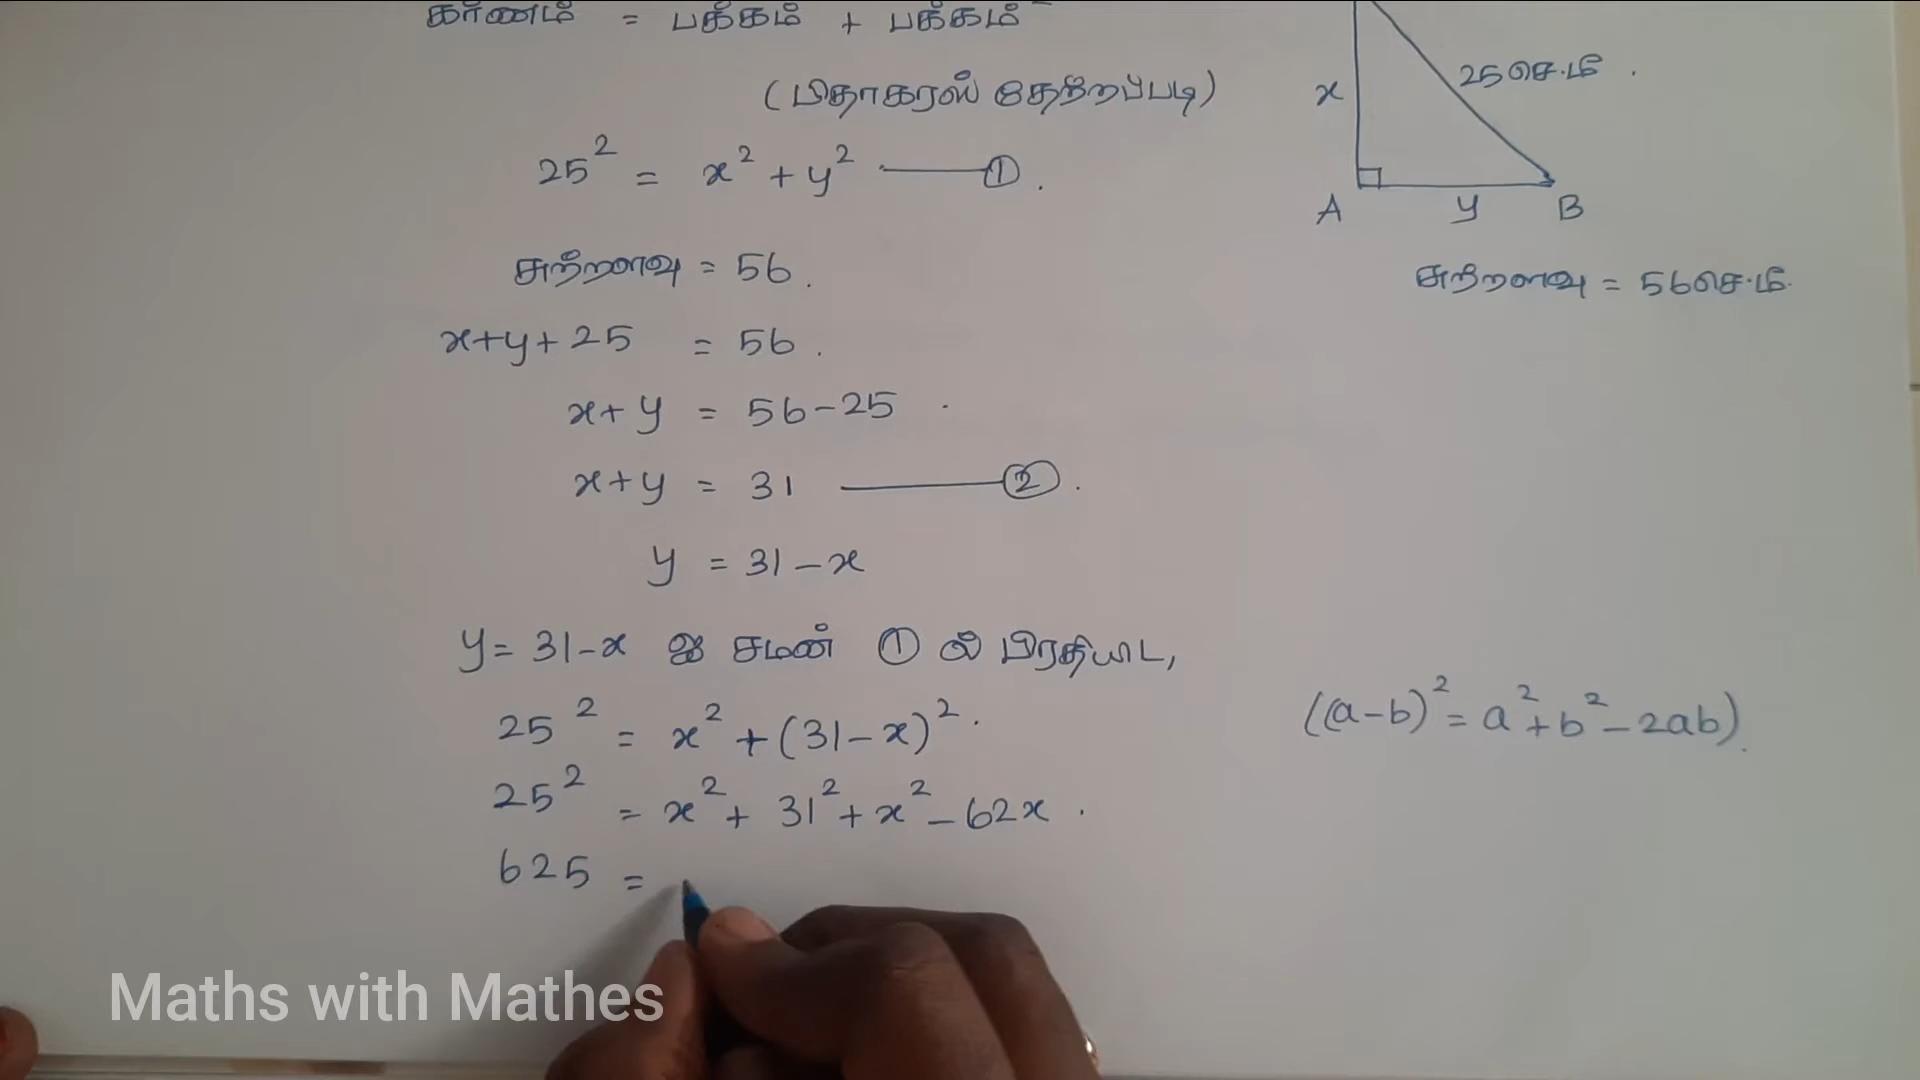 கர்ணம் = பக்கம் + பக்கம்
(பிதாகரஸ் தேற்றப்படி)
25² = x² + y² —— ①.
சுற்றளவு = 56.
x+y+25 = 56.
x+y = 56-25
x+y = 31 —— ②.
y = 31-x
y = 31-x ஐ சமன் ① ல் பிரதியிட,
25² = x² + (31-x)².
25² = x² + 31² + x² - 62x.
625 =
x
25செ.மீ.
A
y
B
சுற்றளவு = 56செ.மீ.
((a-b)² = a²+b²-2ab).
Maths with Mathes